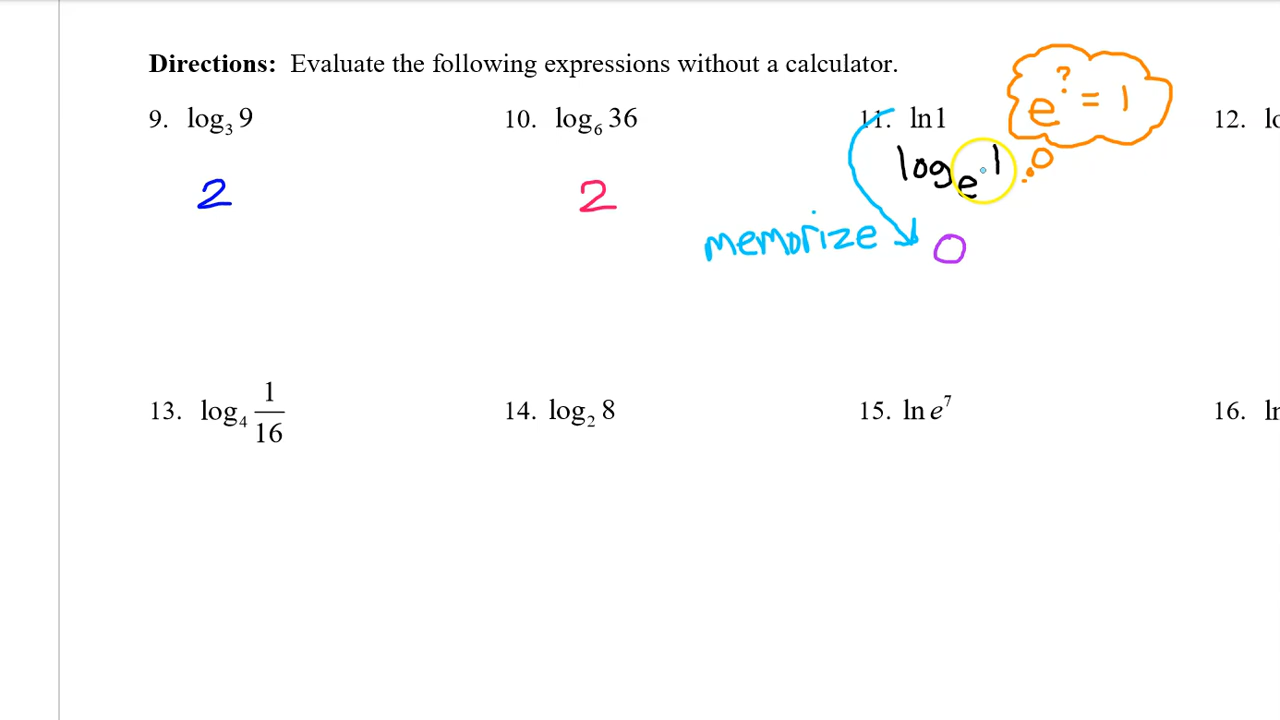 Directions: Evaluate the following expressions without a calculator.
9. log₃ 9
10. log₆ 36
11. ln1
12. lo
e^? = 1
logₑ 1
2
2
memorize
0
13. log₄ 1/16
14. log₂ 8
15. ln e⁷
16. ln